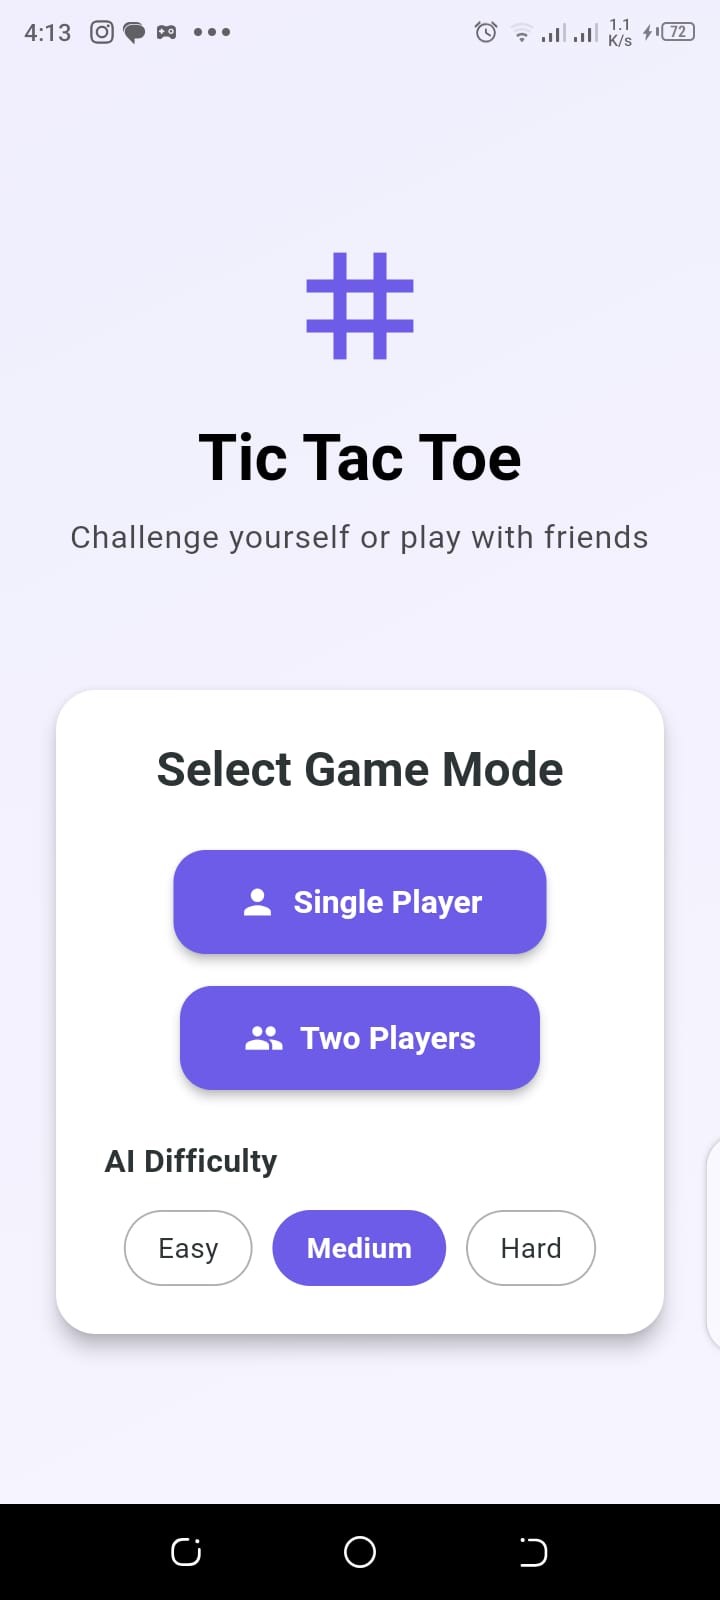 4:13
1.1
K/s
72
Tic Tac Toe
Challenge yourself or play with friends
Select Game Mode
Single Player
Two Players
AI Difficulty
Easy Medium Hard